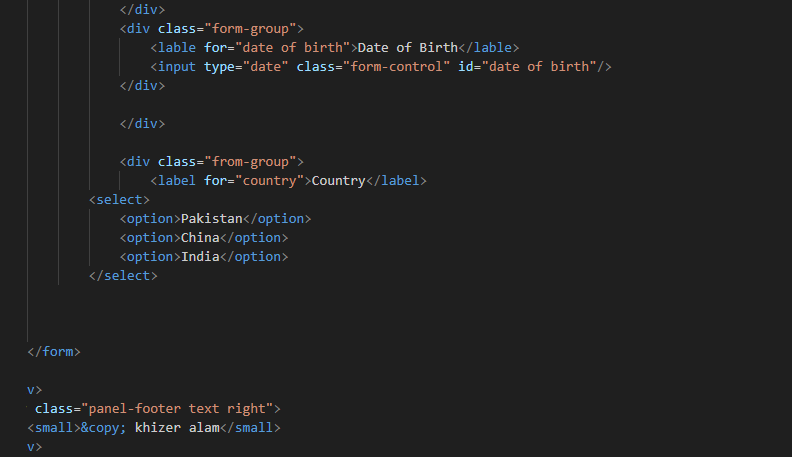 </div>
<div class="form-group">
<lable for="date of birth">Date of Birth</lable>
<input type="date" class="form-control" id="date of birth"/>
</div>
</div>
<div class="from-group">
<label for="country">Country</label>
<select>
<option>Pakistan</option>
<option>China</option>
<option>India</option>
</select>
</form>
v>
class="panel-footer text right">
<small>&copy; khizer alam</small>
v>